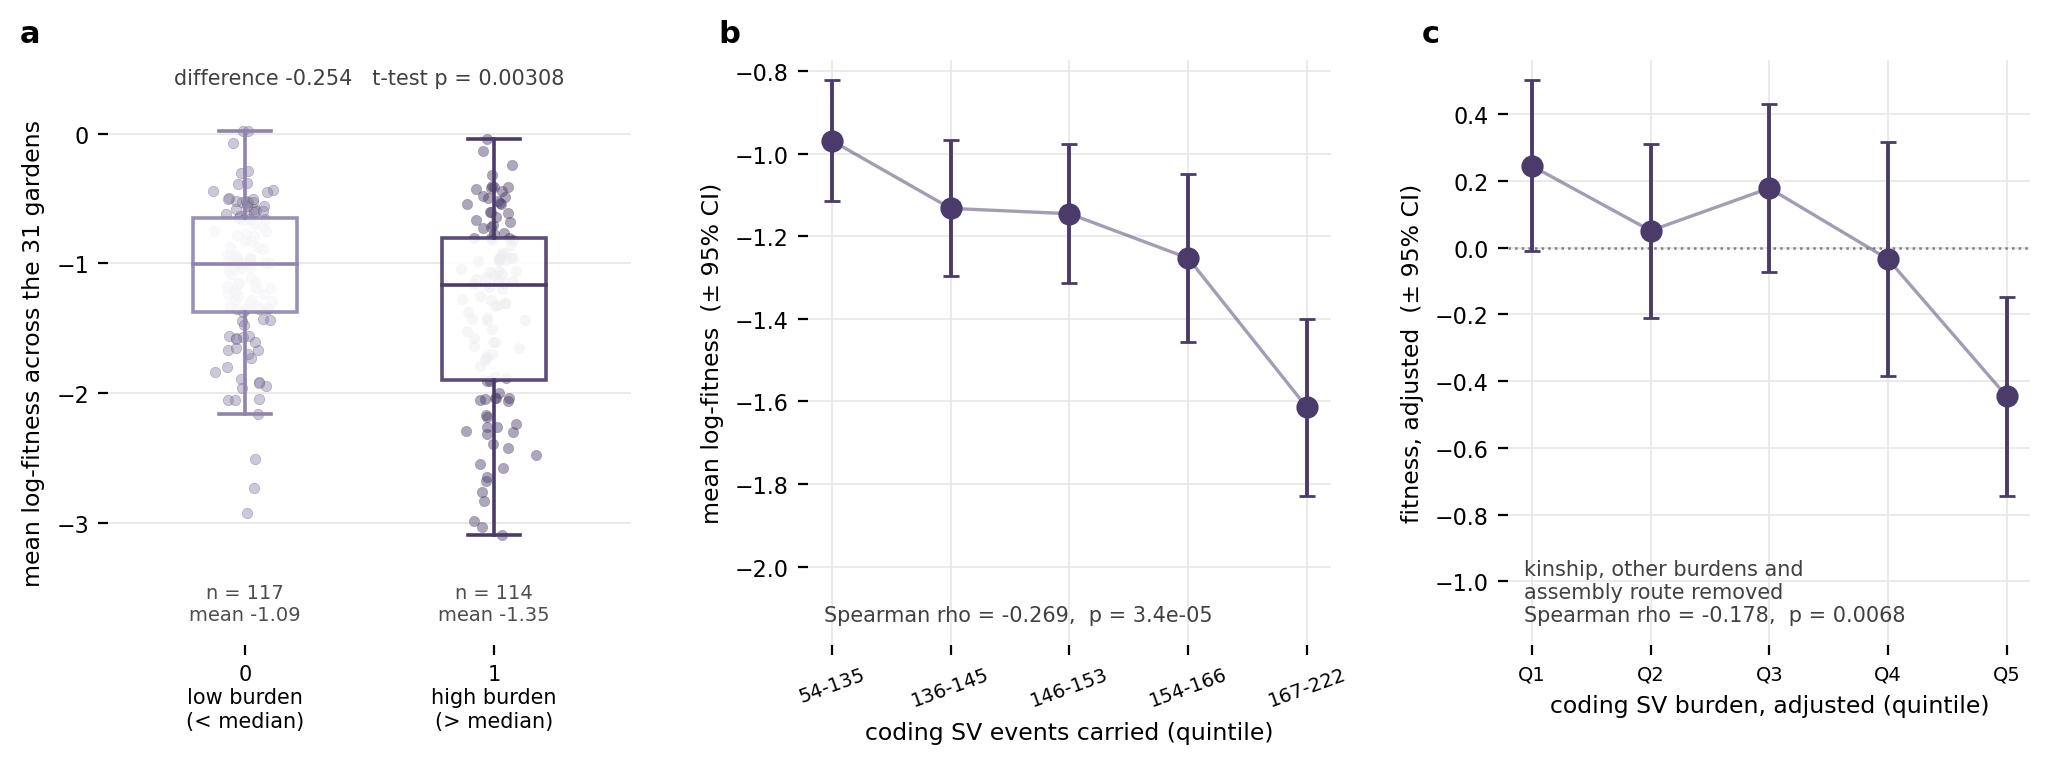 a
difference -0.254   t-test p = 0.00308
mean log-fitness across the 31 gardens
0
−1
−2
−3
n = 117
mean -1.09
n = 114
mean -1.35
0
low burden
(< median)
1
high burden
(> median)
b
mean log-fitness  (± 95% CI)
−0.8
−1.0
−1.2
−1.4
−1.6
−1.8
−2.0
Spearman rho = -0.269,  p = 3.4e-05
54-135
136-145
146-153
154-166
167-222
coding SV events carried (quintile)
c
fitness, adjusted  (± 95% CI)
0.4
0.2
0.0
−0.2
−0.4
−0.6
−0.8
−1.0
kinship, other burdens and
assembly route removed
Spearman rho = -0.178,  p = 0.0068
Q1
Q2
Q3
Q4
Q5
coding SV burden, adjusted (quintile)